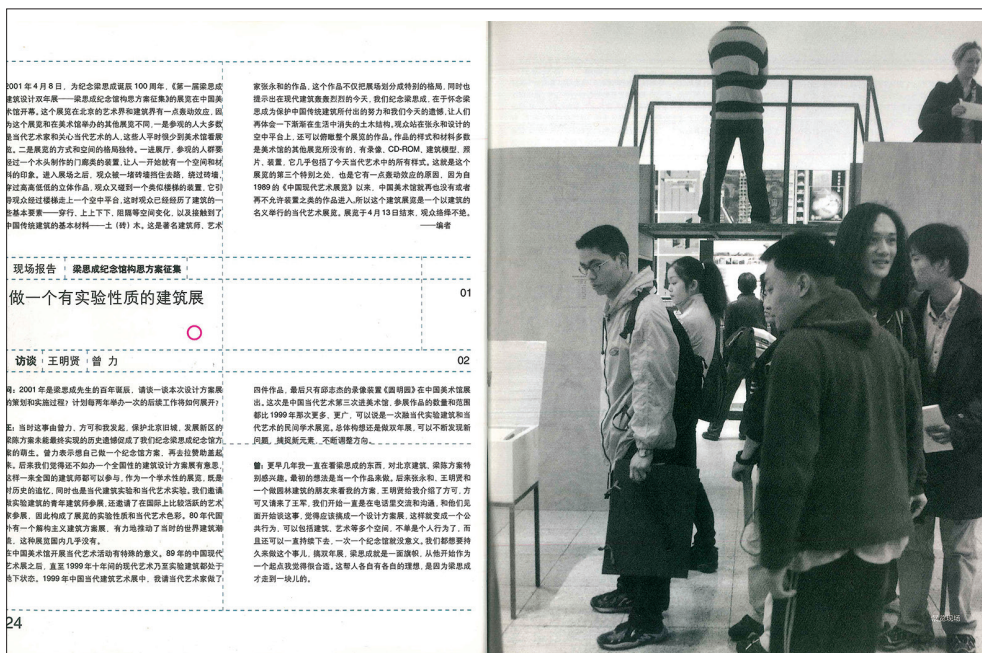 2001年4月8日，为纪念梁思成诞辰100周年，《第一届梁思成
建筑设计双年展——梁思成纪念馆构思方案征集》的展览在中国美
术馆开幕。这个展览在北京的艺术界和建筑界有一点轰动效应，因
为这个展览和在美术馆举办的其他展览不同，一是参观的人大多数
是当代艺术家和关心当代艺术的人，这些人平时很少到美术馆看展
览。二是展览的方式和空间的格局独特。一进展厅，参观的人群要
经过一个木头制作的门廊类的装置，让人一开始就有一个空间和材
料的印象。进入展场之后，观众被一堵砖墙挡住去路，绕过砖墙，
穿过高高低低的立体作品，观众又碰到一个类似楼梯的装置，它引
导观众经过楼梯走上一个空中平台，这时观众已经经历了建筑的一
些基本要素——穿行、上上下下、阻隔等空间变化，以及接触到了
中国传统建筑的基本材料——土（砖）木。这是著名建筑师，艺术
家张永和的作品，这个作品不仅把展场划分成特别的格局，同时也
提示出在现代建筑轰轰烈烈的今天，我们纪念梁思成，在于怀念梁
思成为保护中国传统建筑所付出的努力和我们今天的遗憾，让人们
再体会一下渐渐在生活中消失的土木结构。观众站在张永和设计的
空中平台上，还可以俯瞰整个展览的作品。作品的样式和材料多数
是美术馆的其他展览所没有的，有录像、CD-ROM，建筑模型，照
片，装置，它几乎包括了今天当代艺术中的所有样式。这就是这个
展览的第三个特别之处，也是它有一点轰动效应的原因，因为自
1989的《中国现代艺术展览》以来，中国美术馆就再也没有或者
再不允许装置之类的作品进入，所以这个建筑展览是一个以建筑的
名义举行的当代艺术展览。展览于4月13日结束，观众络绎不绝。
——编者
现场报告 梁思成纪念馆构思方案征集
做一个有实验性质的建筑展 01
访谈 王明贤 曾 力 02
问：2001年是梁思成先生的百年诞辰，请谈一谈本次设计方案展
的策划和实施过程？计划每两年举办一次的后续工作将如何展开？
王：当时这事由曾力，方可和我发起，保护北京旧城，发展新区的
梁陈方案未能最终实现的历史遗憾促成了我们纪念梁思成纪念馆方
案的萌生。曾力表示想自己做一个纪念馆方案，再去拉赞助盖起
来。后来我们觉得还不如办一个全国性的建筑设计方案展有意思，
这样一来全国的建筑师都可以参与，作为一个学术性的展览，既是
对历史的追忆，同时也是当代建筑实验和当代艺术实验。我们邀请
做实验建筑的青年建筑师参展，还邀请了在国际上比较活跃的艺术
家参展，因此构成了展览的实验性质和当代艺术色彩。80年代国
外有一个解构主义建筑方案展，有力地推动了当时的世界建筑潮
流，这种展览国内几乎没有。
在中国美术馆开展当代艺术活动有特殊的意义。89年的中国现代
艺术展之后，直至1999年十年间的现代艺术乃至实验建筑都处于
地下状态。1999年中国当代建筑艺术展中，我请当代艺术家做了
四件作品，最后只有邱志杰的录像装置《圆明园》在中国美术馆展
出。这次是中国当代艺术第三次进美术馆，参展作品的数量和范围
都比1999年那次更多，更广，可以说是一次融当代实验建筑和当
代艺术的民间学术展览。总体构想还是做双年展，可以不断发现新
问题，捕捉新元素，不断调整方向。
曾：更早几年我一直在看梁思成的东西，对北京建筑，梁陈方案特
别感兴趣。最初的想法是当一个作品来做。后来张永和，王明贤和
一个做园林建筑的朋友来看我的方案，王明贤给我介绍了方可，方
可又请来了王军，我们开始一直是在电话里交流和沟通，和他们见
面开始谈这事，觉得应该搞成一个设计方案展，这样就变成一个公
共行为，可以包括建筑、艺术等多个空间，不单是个人行为了，而
且还可以一直持续下去，一次一个纪念馆就没意义。我们都想要持
久来做这个事儿，搞双年展，梁思成就是一面旗帜，从他开始作为
一个起点我觉得很合适。这帮人各自有各自的理想，是因为梁思成
才走到一块儿的。
24
展览现场